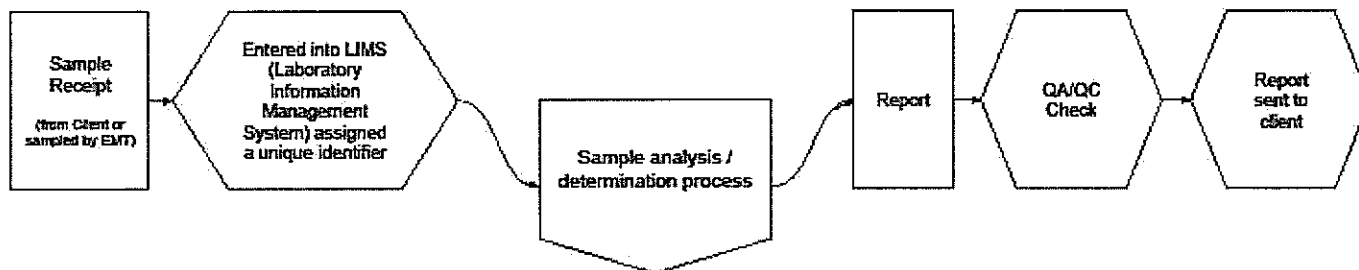 Sample
Receipt
(from Client or
sampled by EMT)
Entered into LIMS
(Laboratory
Information
Management
System) assigned
a unique identifier
Sample analysis /
determination process
Report
QA/QC
Check
Report
sent to
client